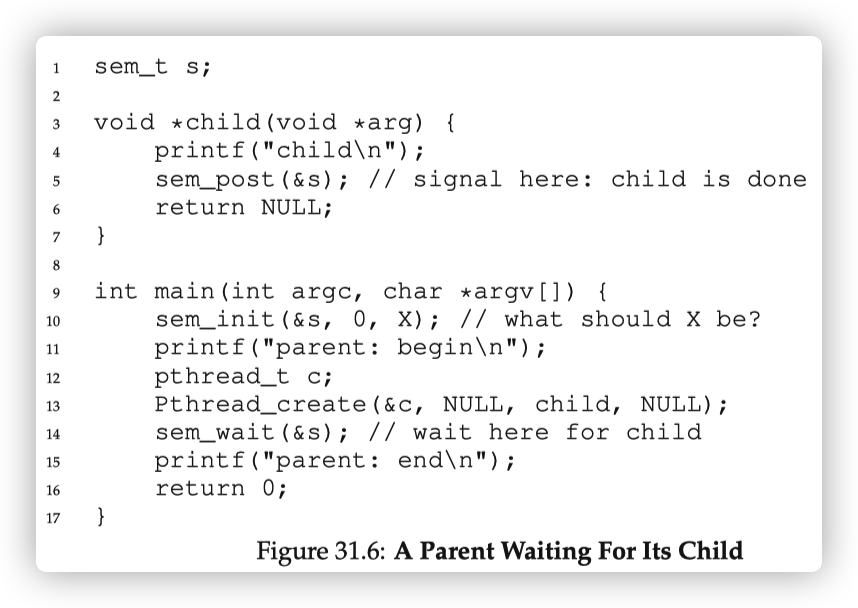 1 sem_t s;
2
3 void *child(void *arg) {
4 printf("child\n");
5 sem_post(&s); // signal here: child is done
6 return NULL;
7 }
8
9 int main(int argc, char *argv[]) {
10 sem_init(&s, 0, X); // what should X be?
11 printf("parent: begin\n");
12 pthread_t c;
13 Pthread_create(&c, NULL, child, NULL);
14 sem_wait(&s); // wait here for child
15 printf("parent: end\n");
16 return 0;
17 }
Figure 31.6: A Parent Waiting For Its Child